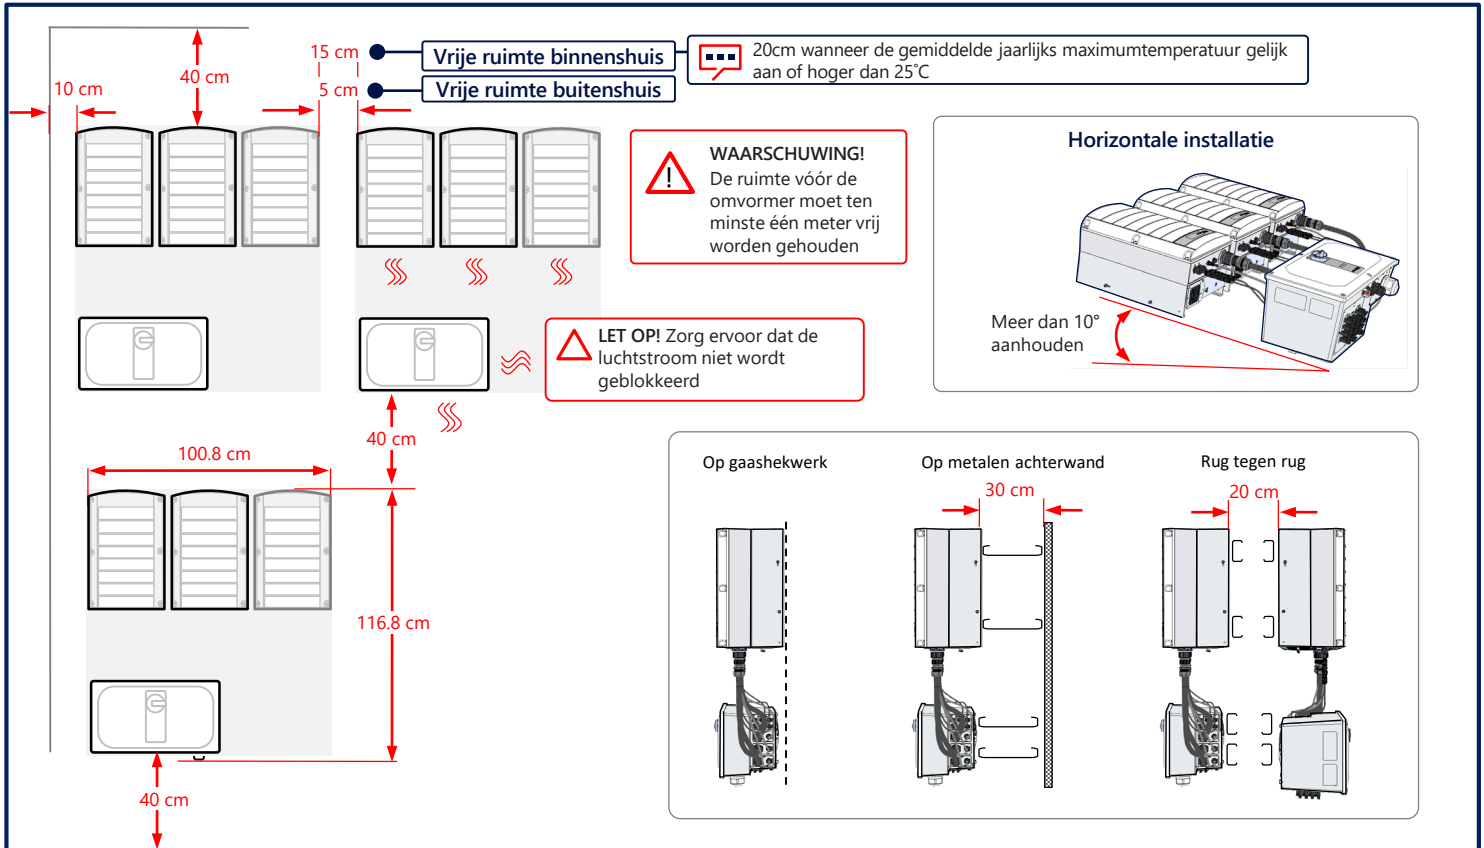 15 cm
Vrije ruimte binnenshuis
20cm wanneer de gemiddelde jaarlijks maximumtemperatuur gelijk
aan of hoger dan 25°C
40 cm
10 cm
5 cm
Vrije ruimte buitenshuis
WAARSCHUWING!
De ruimte vóór de
omvormer moet ten
minste één meter vrij
worden gehouden
Horizontale installatie
Meer dan 10°
aanhouden
LET OP! Zorg ervoor dat de
luchtstroom niet wordt
geblokkeerd
40 cm
100.8 cm
116.8 cm
40 cm
Op gaashekwerk
Op metalen achterwand
Rug tegen rug
30 cm
20 cm